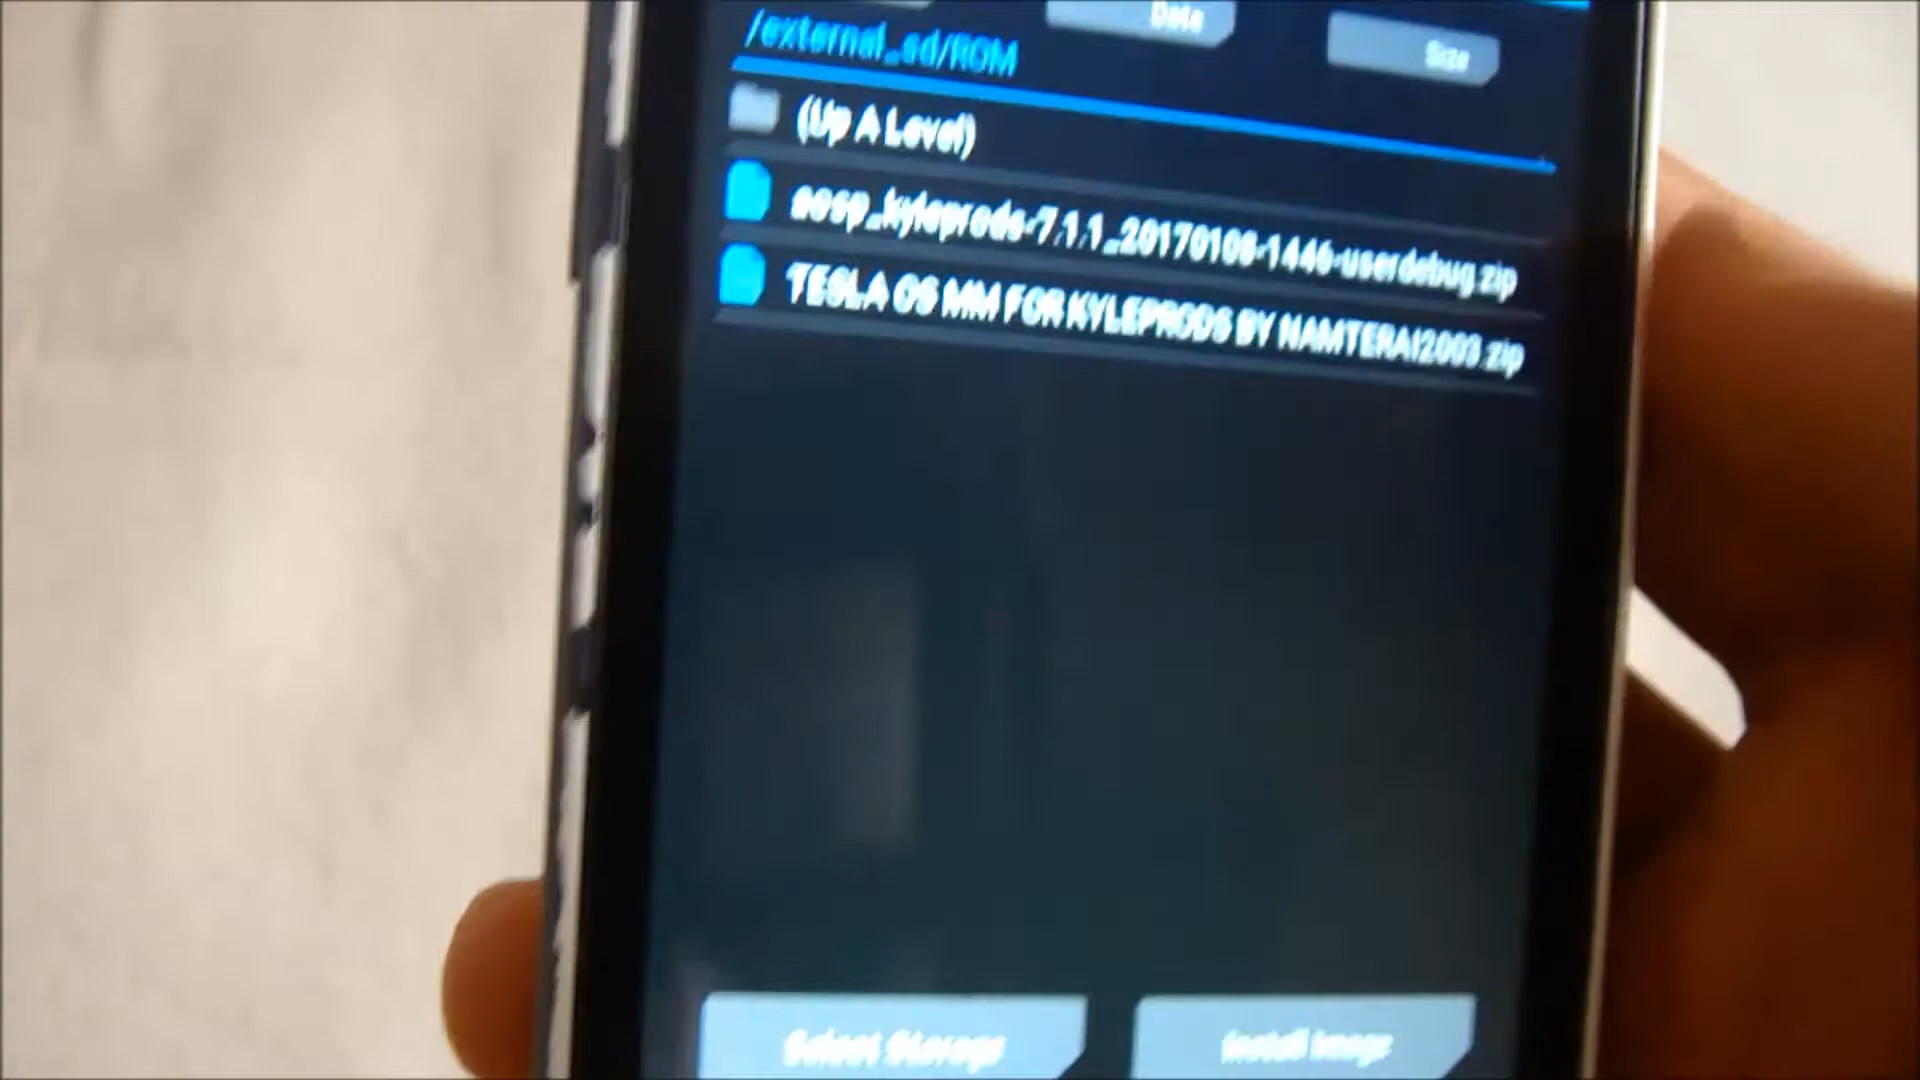 Date
Size
/external_sd/ROM
(Up A Level)
aosp_kyleprods-7.1.1_20170108-1446-userdebug.zip
TESLA OS MM FOR KYLEPRODS BY NAMTERAI2003.zip
Select Storage
Install Image